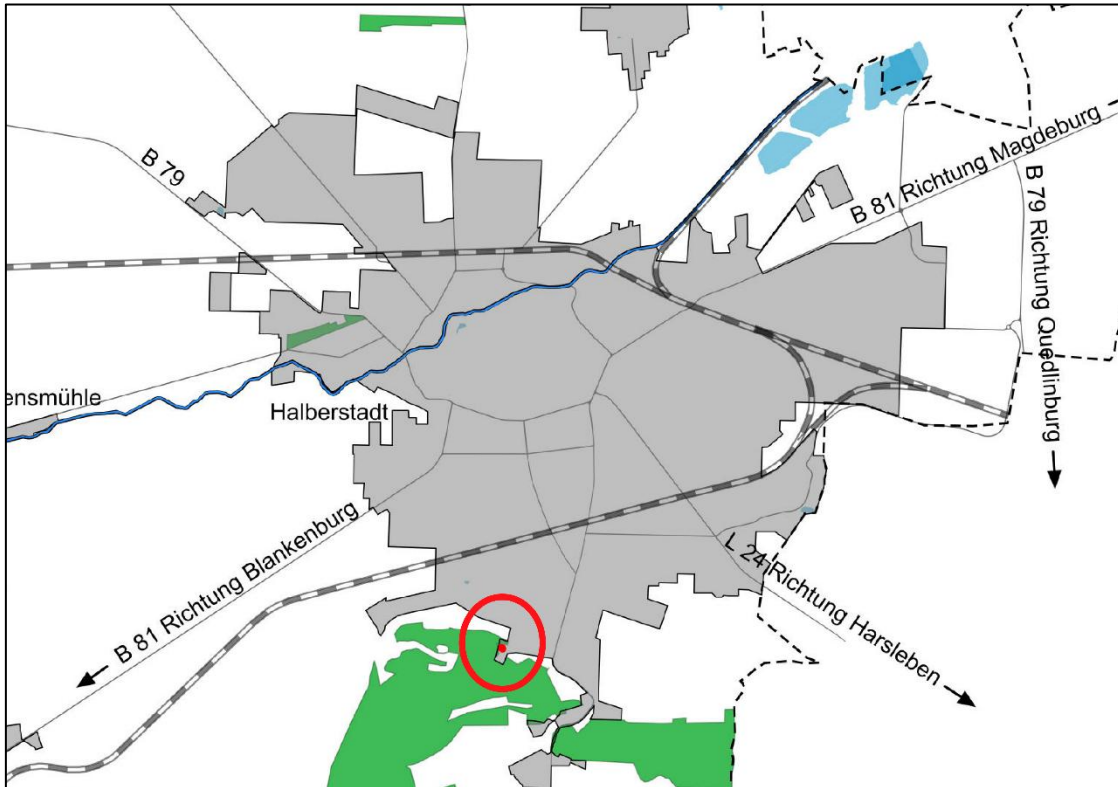 B 79
B 81 Richtung Magdeburg
B 79 Richtung Quedlinburg
ensmühle
Halberstadt
B 81 Richtung Blankenburg
L 24 Richtung Harsleben